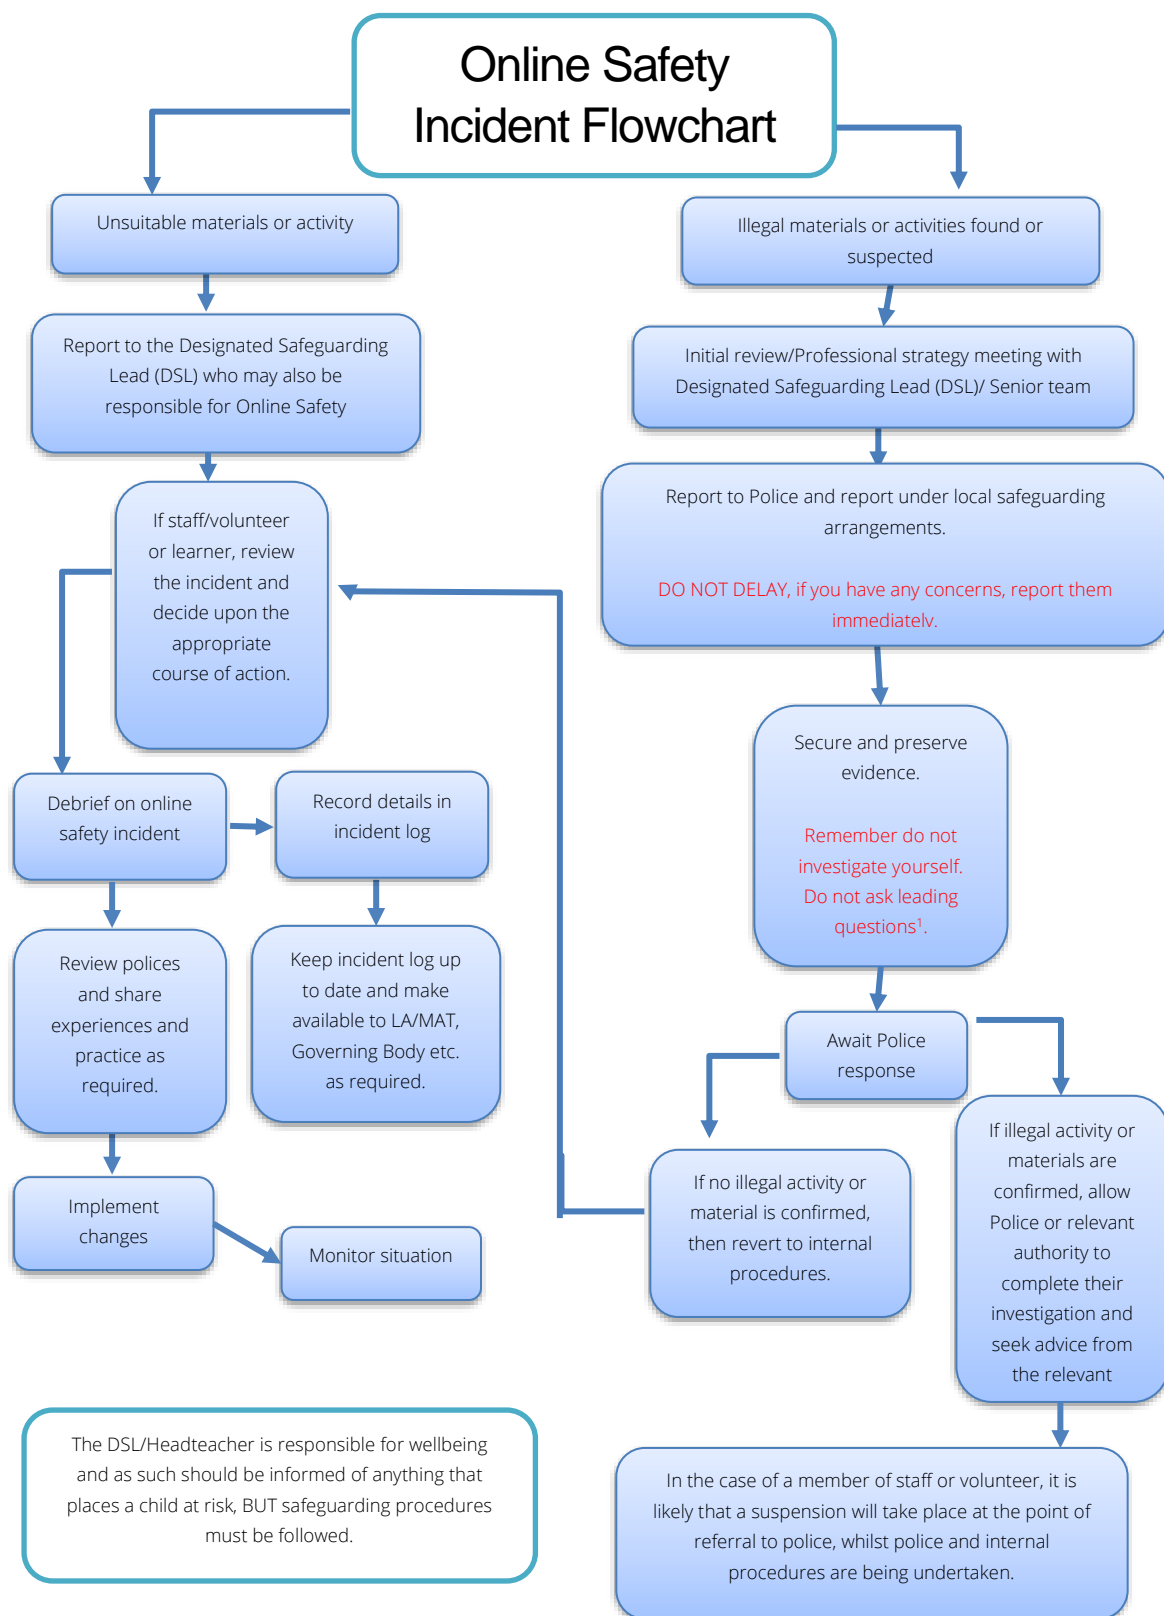 Online Safety
Incident Flowchart
Unsuitable materials or activity
Report to the Designated Safeguarding
Lead (DSL) who may also be
responsible for Online Safety
If staff/volunteer
or learner, review
the incident and
decide upon the
appropriate
course of action.
Debrief on online
safety incident
Record details in
incident log
Review polices
and share
experiences and
practice as
required.
Keep incident log up
to date and make
available to LA/MAT,
Governing Body etc.
as required.
Implement
changes
Monitor situation
Illegal materials or activities found or
suspected
Initial review/Professional strategy meeting with
Designated Safeguarding Lead (DSL)/ Senior team
Report to Police and report under local safeguarding
arrangements.
DO NOT DELAY, if you have any concerns, report them
immediately.
Secure and preserve
evidence.
Remember do not
investigate yourself.
Do not ask leading
questions¹.
Await Police
response
If no illegal activity or
material is confirmed,
then revert to internal
procedures.
If illegal activity or
materials are
confirmed, allow
Police or relevant
authority to
complete their
investigation and
seek advice from
the relevant
In the case of a member of staff or volunteer, it is
likely that a suspension will take place at the point of
referral to police, whilst police and internal
procedures are being undertaken.
The DSL/Headteacher is responsible for wellbeing
and as such should be informed of anything that
places a child at risk, BUT safeguarding procedures
must be followed.